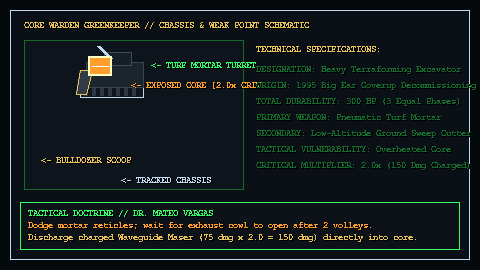 CORE WARDEN GREENKEEPER // CHASSIS & WEAK POINT SCHEMATIC
<- TURF MORTAR TURRET
<- EXPOSED CORE [2.0x CRIT
<- BULLDOZER SCOOP
<- TRACKED CHASSIS
TECHNICAL SPECIFICATIONS:
DESIGNATION: Heavy Terraforming Excavator
ORIGIN: 1995 Big Ear Coverup Decommissioning
TOTAL DURABILITY: 300 HP (3 Equal Phases)
PRIMARY WEAPON: Pneumatic Turf Mortar
SECONDARY: Low-Altitude Ground Sweep Cutter
TACTICAL VULNERABILITY: Overheated Core
CRITICAL MULTIPLIER: 2.0x (150 Dmg Charged)
TACTICAL DOCTRINE // DR. MATEO VARGAS
Dodge mortar reticles; wait for exhaust cowl to open after 2 volleys.
Discharge charged Waveguide Maser (75 dmg x 2.0 = 150 dmg) directly into core.